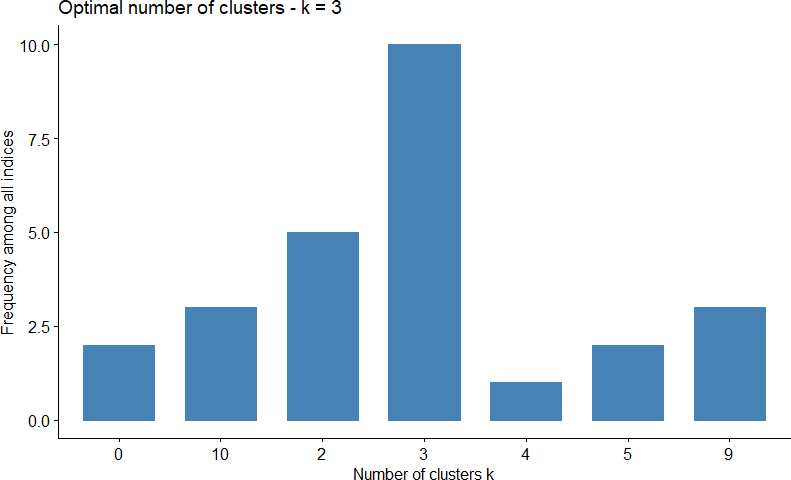 Optimal number of clusters - k = 3
Frequency among all indices
10.0
7.5
5.0
2.5
0.0
0 10 2 3 4 5 9
Number of clusters k